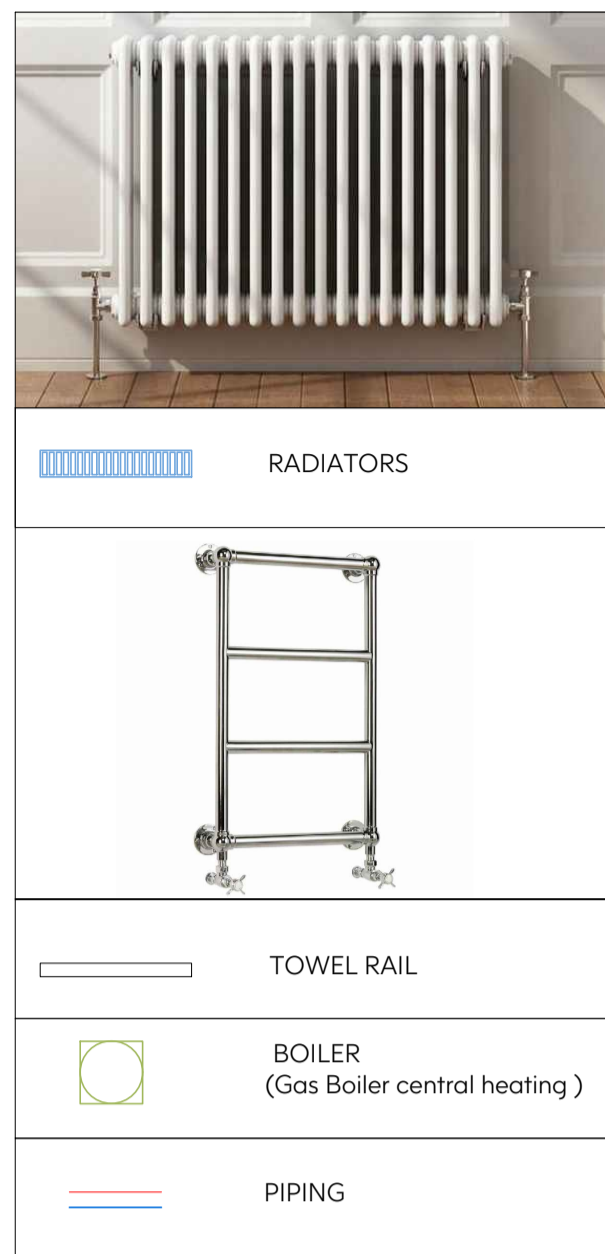 RADIATORS
TOWEL RAIL
BOILER
(Gas Boiler central heating )
PIPING